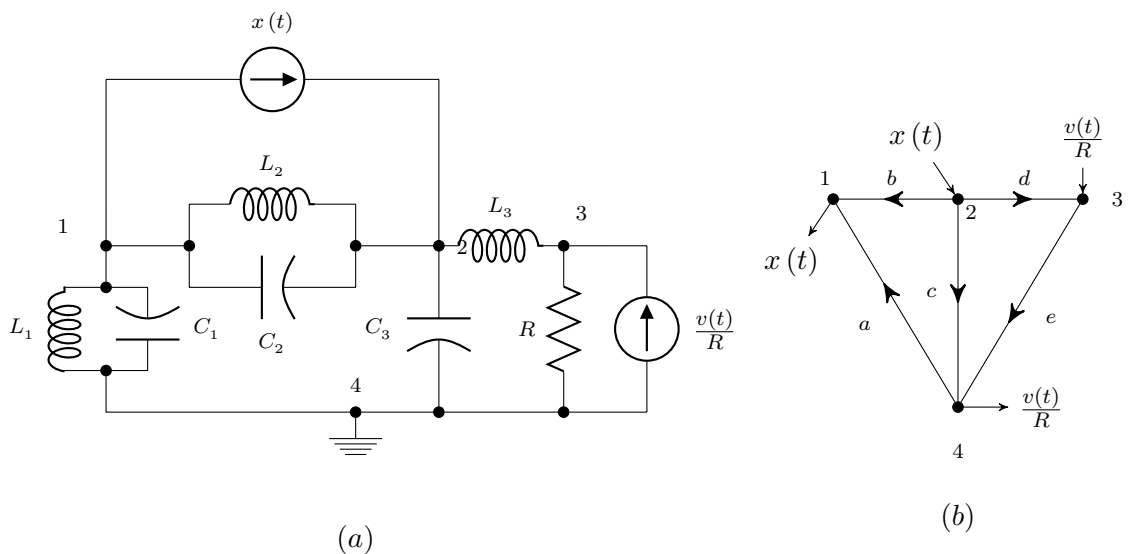 x (t)
L₂
1
L₃
3
2
L₁
C₁
C₂
C₃
R
v(t)/R
4
(a)
x (t)
v(t)/R
1
b
d
2
3
x (t)
c
a
e
v(t)/R
4
(b)